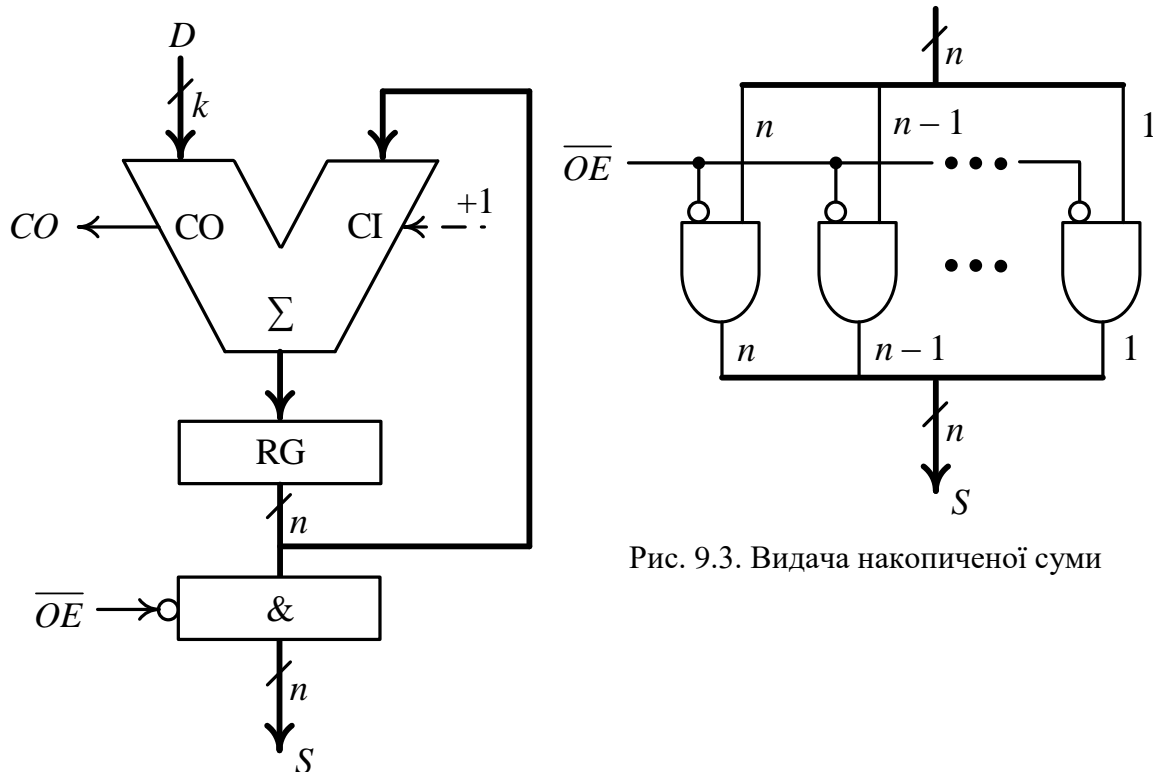 D
k
CO
CO
CI
+1
Σ
RG
n
OE
&
n
S
n
n
n – 1
1
OE
n
n – 1
1
n
S
Рис. 9.3. Видача накопиченої суми